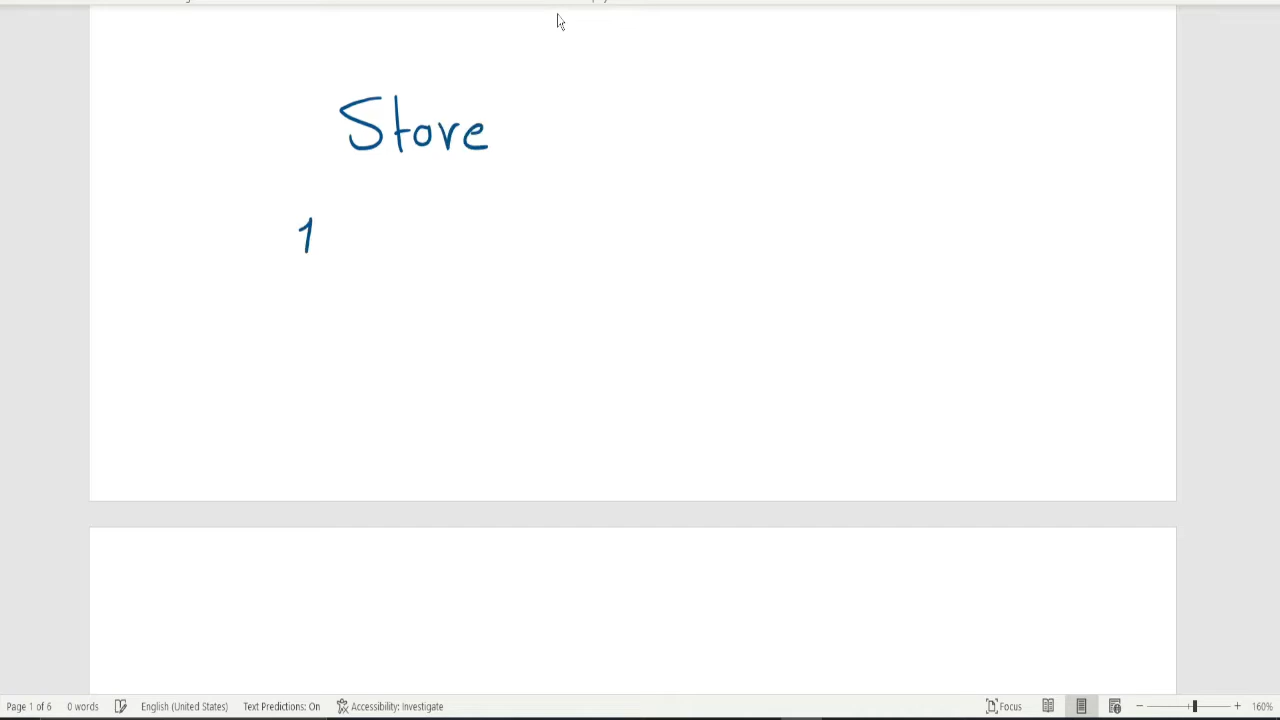 Store
1
Page 1 of 6 0 words English (United States) Text Predictions: On Accessibility: Investigate Focus 160%